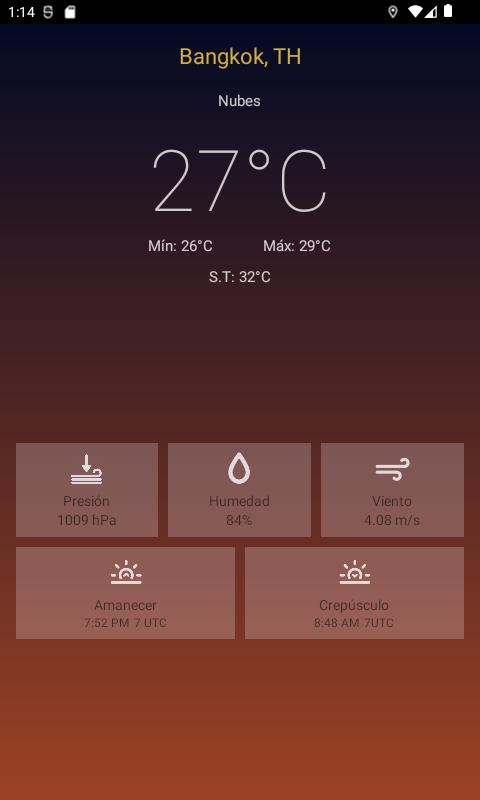 1:14
Bangkok, TH
Nubes
27°C
Mín: 26°C Máx: 29°C
S.T: 32°C
Presión
1009 hPa
Humedad
84%
Viento
4.08 m/s
Amanecer
7:52 PM 7 UTC
Crepúsculo
8:48 AM 7UTC